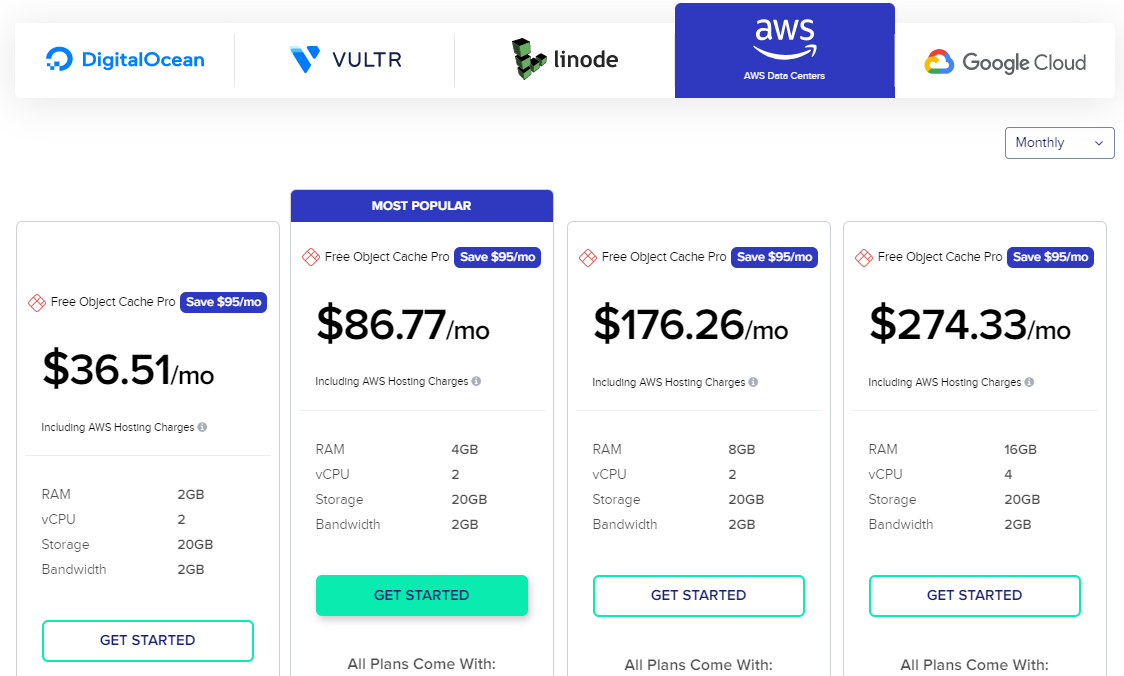 DigitalOcean
VULTR
linode
aws
AWS Data Centers
Google Cloud
Monthly
Free Object Cache Pro Save $95/mo
$36.51/mo
Including AWS Hosting Charges
RAM 2GB
vCPU 2
Storage 20GB
Bandwidth 2GB
GET STARTED
MOST POPULAR
Free Object Cache Pro Save $95/mo
$86.77/mo
Including AWS Hosting Charges
RAM 4GB
vCPU 2
Storage 20GB
Bandwidth 2GB
GET STARTED
All Plans Come With:
Free Object Cache Pro Save $95/mo
$176.26/mo
Including AWS Hosting Charges
RAM 8GB
vCPU 2
Storage 20GB
Bandwidth 2GB
GET STARTED
All Plans Come With:
Free Object Cache Pro Save $95/mo
$274.33/mo
Including AWS Hosting Charges
RAM 16GB
vCPU 4
Storage 20GB
Bandwidth 2GB
GET STARTED
All Plans Come With: